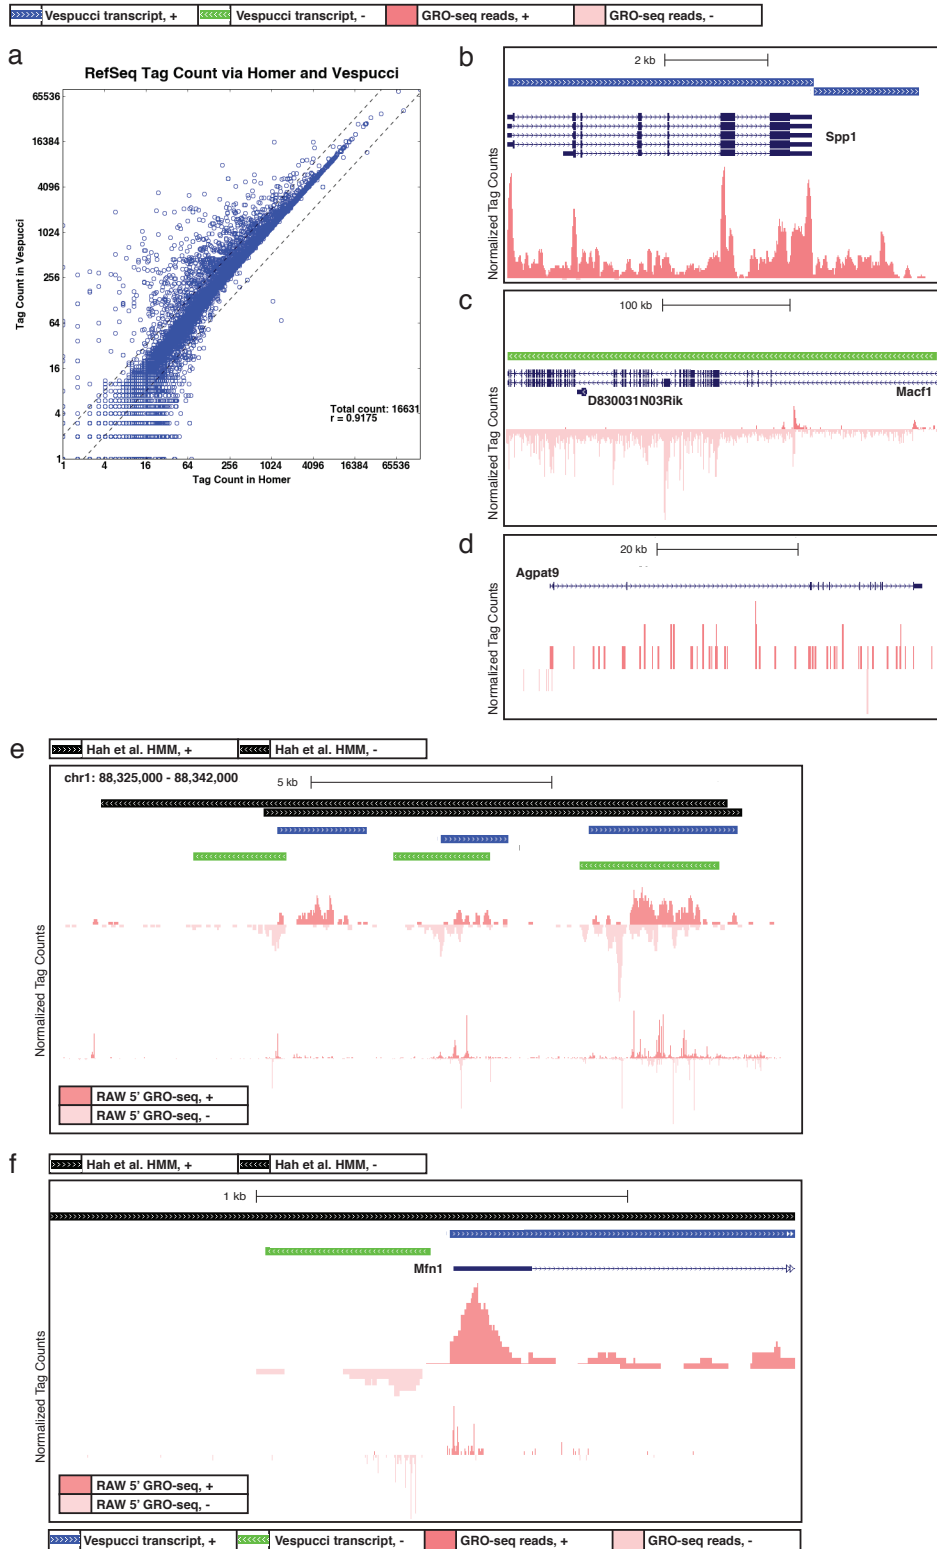 Vespucci transcript, + Vespucci transcript, - GRO-seq reads, + GRO-seq reads, -
a
RefSeq Tag Count via Homer and Vespucci
65536
16384
4096
1024
256
64
16
4
1
Tag Count in Vespucci
Total count: 16631
r = 0.9175
1 4 16 64 256 1024 4096 16384 65536
Tag Count in Homer
b
2 kb
Spp1
Normalized Tag Counts
c
100 kb
Macf1
D830031N03Rik
Normalized Tag Counts
d
20 kb
Agpat9
Normalized Tag Counts
e
Hah et al. HMM, + Hah et al. HMM, -
chr1: 88,325,000 - 88,342,000
5 kb
Normalized Tag Counts
RAW 5' GRO-seq, +
RAW 5' GRO-seq, -
f
Hah et al. HMM, + Hah et al. HMM, -
1 kb
Mfn1
Normalized Tag Counts
RAW 5' GRO-seq, +
RAW 5' GRO-seq, -
Vespucci transcript, + Vespucci transcript, - GRO-seq reads, + GRO-seq reads, -